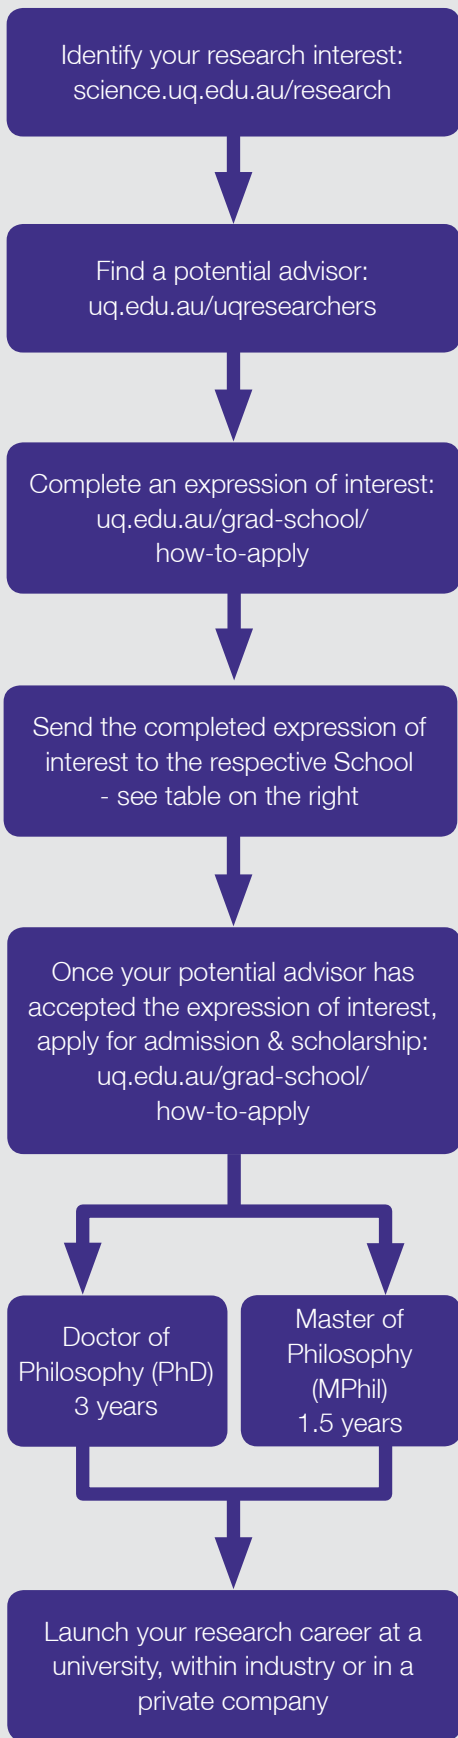 Identify your research interest:
science.uq.edu.au/research
Find a potential advisor:
uq.edu.au/uqresearchers
Complete an expression of interest:
uq.edu.au/grad-school/
how-to-apply
Send the completed expression of
interest to the respective School
- see table on the right
Once your potential advisor has
accepted the expression of interest,
apply for admission & scholarship:
uq.edu.au/grad-school/
how-to-apply
Doctor of
Philosophy (PhD)
3 years
Master of
Philosophy
(MPhil)
1.5 years
Launch your research career at a
university, within industry or in a
private company